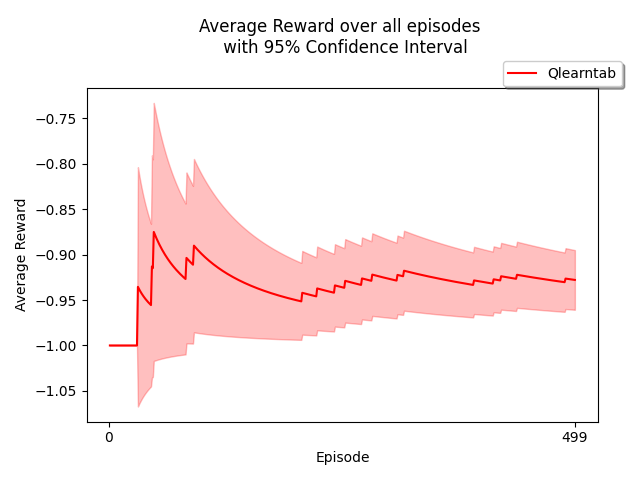 Average Reward over all episodes
with 95% Confidence Interval
Qlearntab
−0.75
−0.80
−0.85
−0.90
−0.95
−1.00
−1.05
Average Reward
0
499
Episode